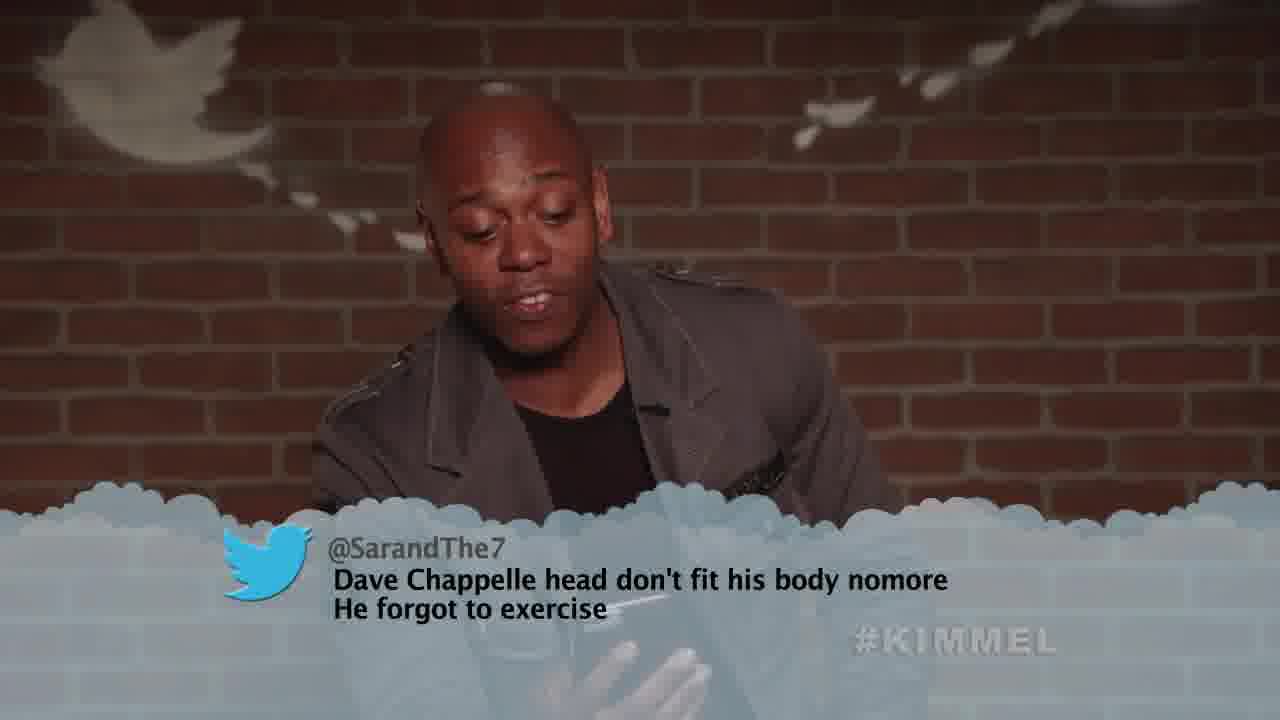 @SarandThe7
Dave Chappelle head don't fit his body nomore
He forgot to exercise
#KIMMEL